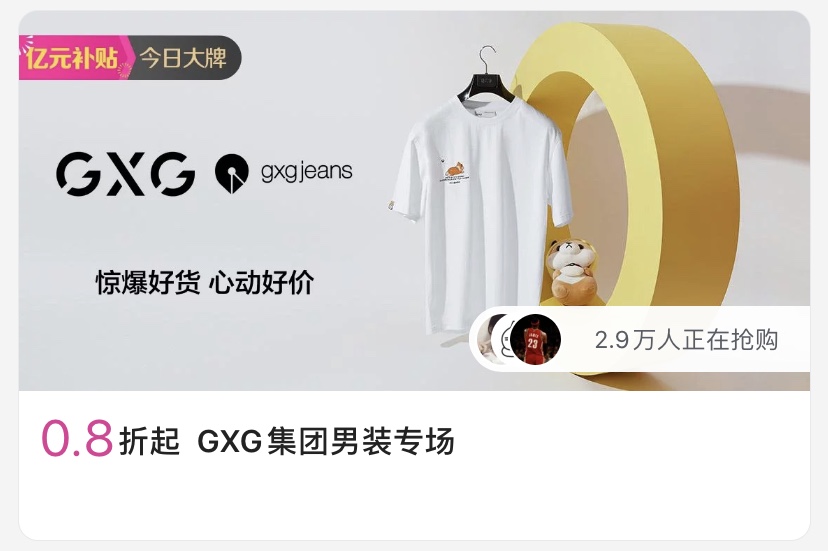 亿元补贴 今日大牌
GXG gxgjeans
惊爆好货 心动好价
23
2.9万人正在抢购
0.8折起 GXG集团男装专场